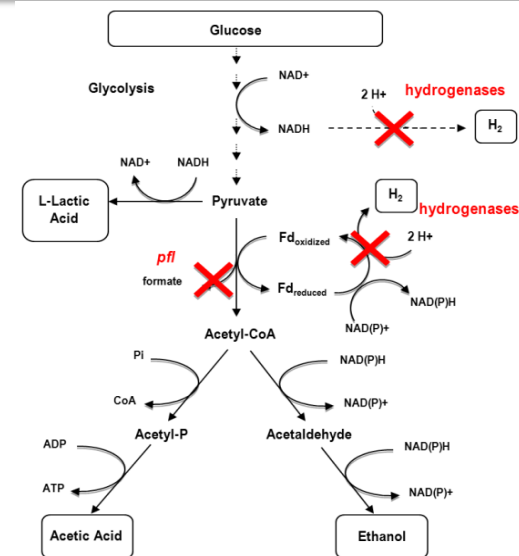 Glucose
NAD+
Glycolysis
2 H+
hydrogenases
NADH
H2
NAD+
NADH
L-Lactic
Acid
Pyruvate
H2
hydrogenases
Fdoxidized
2 H+
pfl
formate
Fdreduced
NAD(P)H
NAD(P)+
Acetyl-CoA
Pi
NAD(P)H
CoA
NAD(P)+
Acetyl-P
Acetaldehyde
ADP
NAD(P)H
ATP
NAD(P)+
Acetic Acid
Ethanol